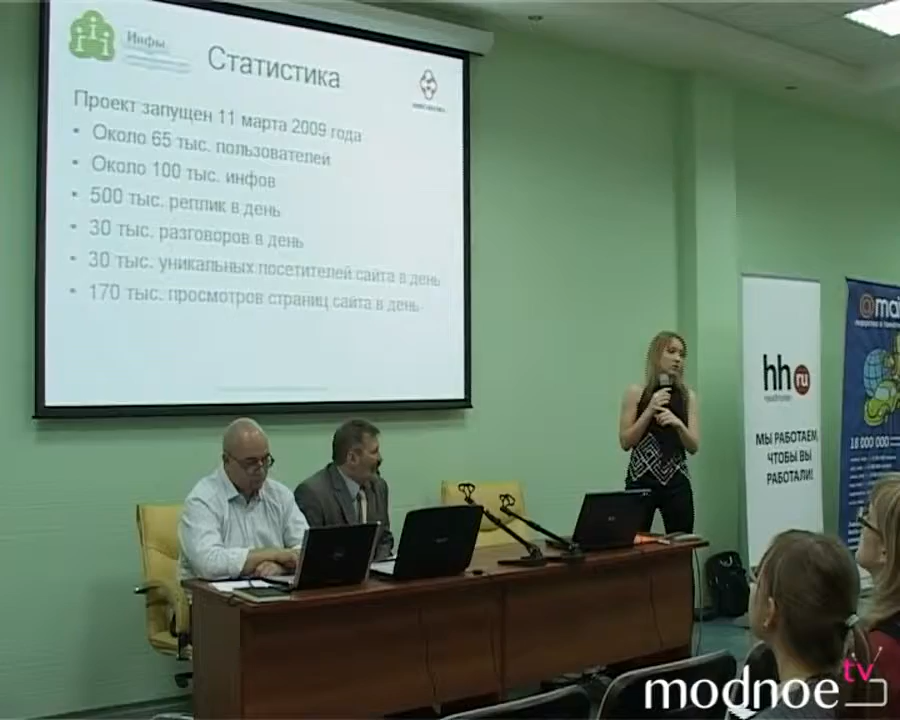 Инфы
Статистика
Проект запущен 11 марта 2009 года
• Около 65 тыс. пользователей
• Около 100 тыс. инфов
• 500 тыс. реплик в день
• 30 тыс. разговоров в день
• 30 тыс. уникальных посетителей сайта в день
• 170 тыс. просмотров страниц сайта в день
hh ru
МЫ РАБОТАЕМ,
ЧТОБЫ ВЫ
РАБОТАЛИ!
@mai
18 000 000
modnoe tv